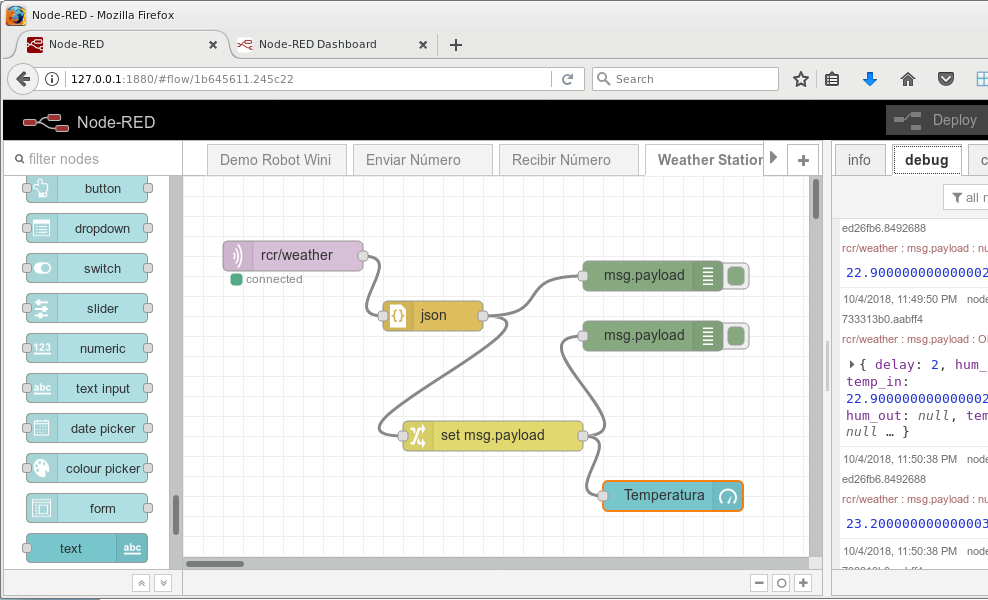 Node-RED - Mozilla Firefox
Node-RED
Node-RED Dashboard
127.0.0.1:1880/#flow/1b645611.245c22
Search
Node-RED
Deploy
filter nodes
Demo Robot Wini
Enviar Número
Recibir Número
Weather Station
info
debug
c
all n
button
dropdown
switch
slider
123
numeric
abc
text input
date picker
colour picker
form
text
abc
rcr/weather
connected
{} json
msg.payload
msg.payload
set msg.payload
Temperatura
ed26fb6.8492688
rcr/weather : msg.payload : nu
22.900000000000002
10/4/2018, 11:49:50 PM node
733313b0.aabff4
rcr/weather : msg.payload : O
{ delay: 2, hum_
temp_in:
22.900000000000002
hum_out: null, tem
null … }
10/4/2018, 11:50:38 PM node
ed26fb6.8492688
rcr/weather : msg.payload : nu
23.200000000000003
10/4/2018, 11:50:38 PM node